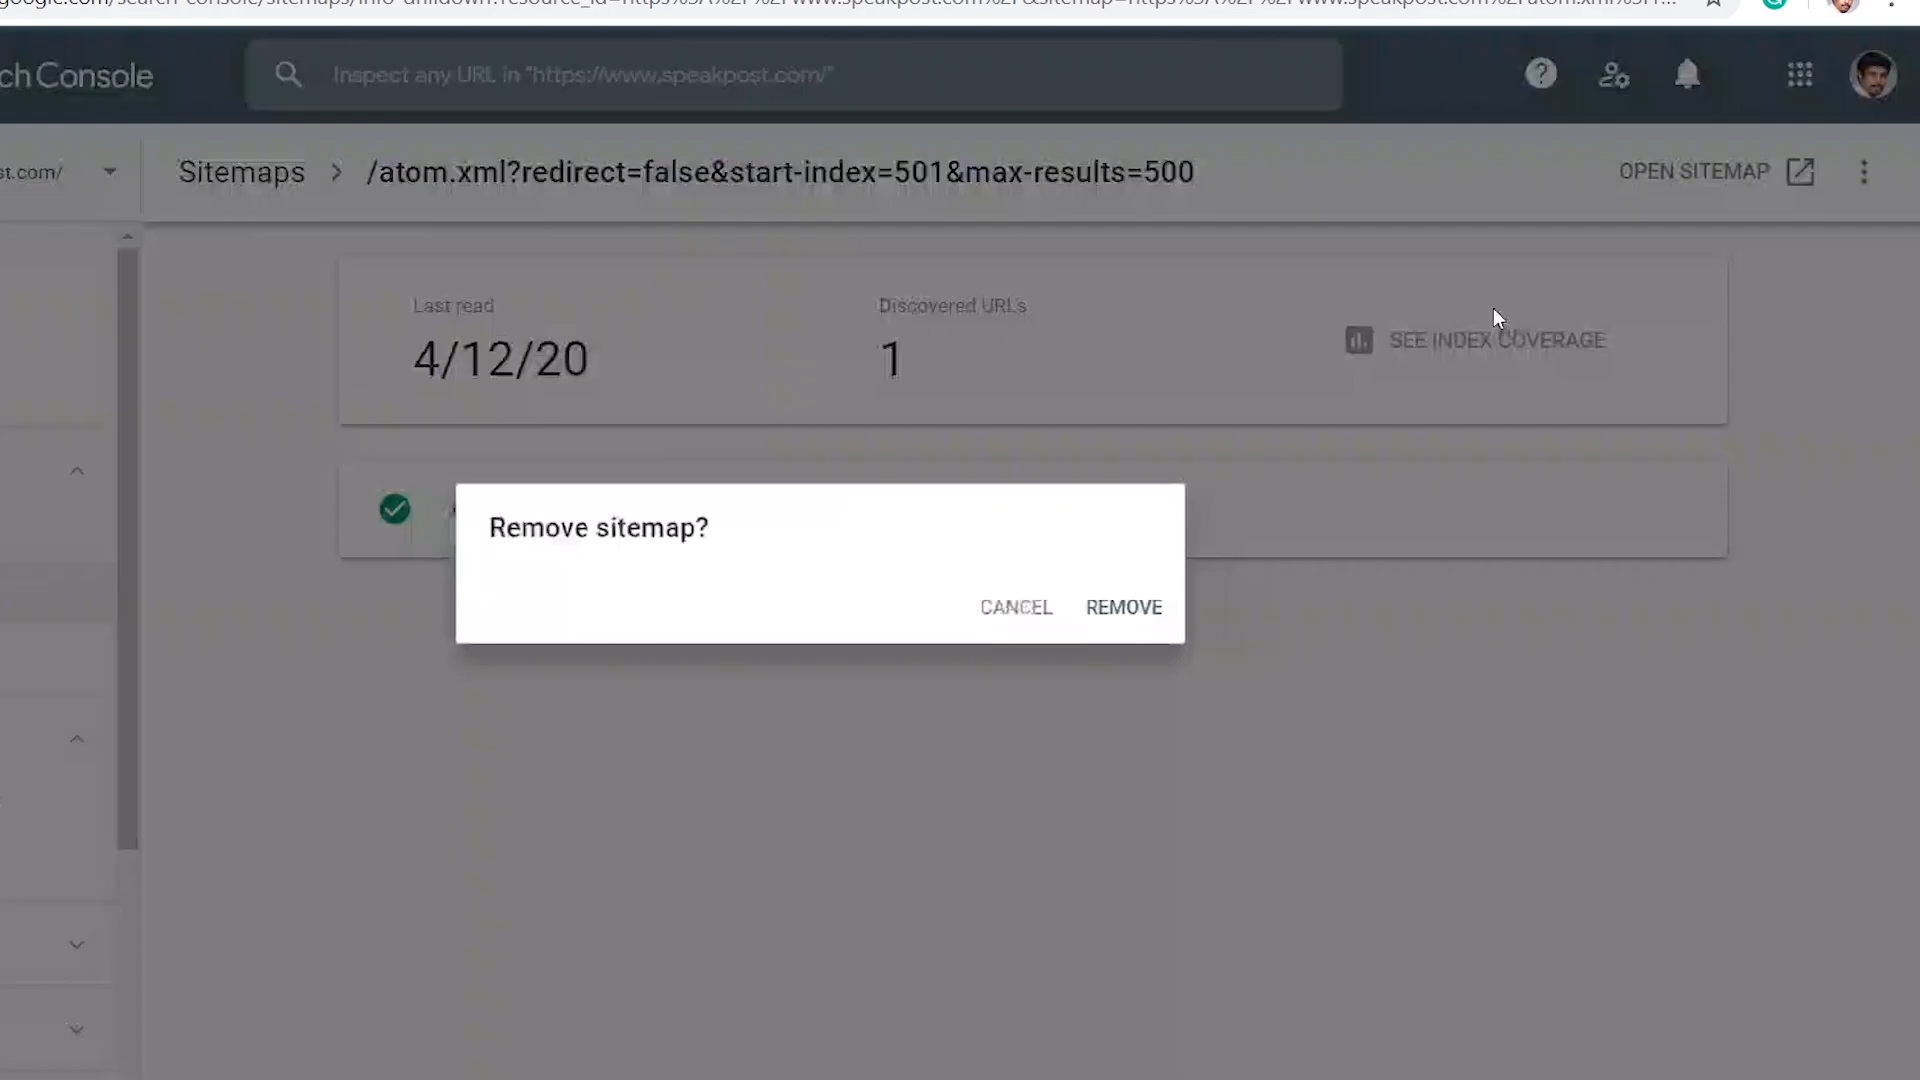 ch Console
Inspect any URL in "https://www.speakpost.com/"
st.com/
Sitemaps > /atom.xml?redirect=false&start-index=501&max-results=500
OPEN SITEMAP
Last read
4/12/20
Discovered URLs
1
SEE INDEX COVERAGE
Remove sitemap?
CANCEL
REMOVE